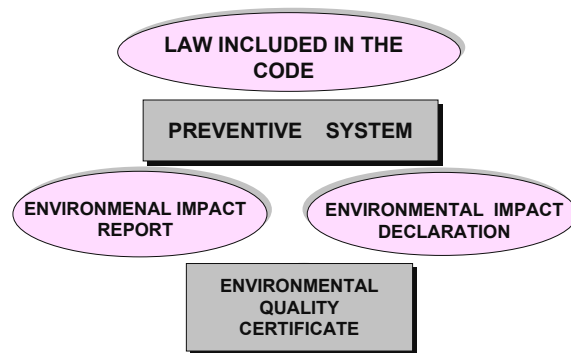 LAW INCLUDED IN THE
CODE
PREVENTIVE SYSTEM
ENVIRONMENAL IMPACT
REPORT
ENVIRONMENTAL IMPACT
DECLARATION
ENVIRONMENTAL
QUALITY
CERTIFICATE